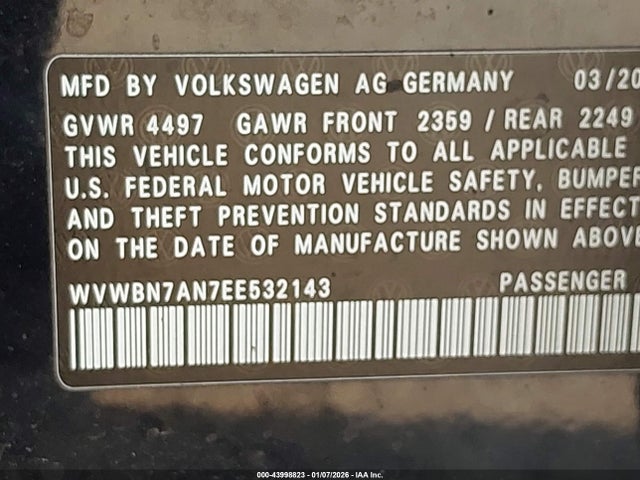 MFD BY VOLKSWAGEN AG GERMANY 03/20
GVWR 4497 GAWR FRONT 2359 / REAR 2249
THIS VEHICLE CONFORMS TO ALL APPLICABLE
U.S. FEDERAL MOTOR VEHICLE SAFETY, BUMPER
AND THEFT PREVENTION STANDARDS IN EFFECT
ON THE DATE OF MANUFACTURE SHOWN ABOVE
WVWBN7AN7EE532143 PASSENGER
000-43998823 - 01/07/2026 - IAA Inc.